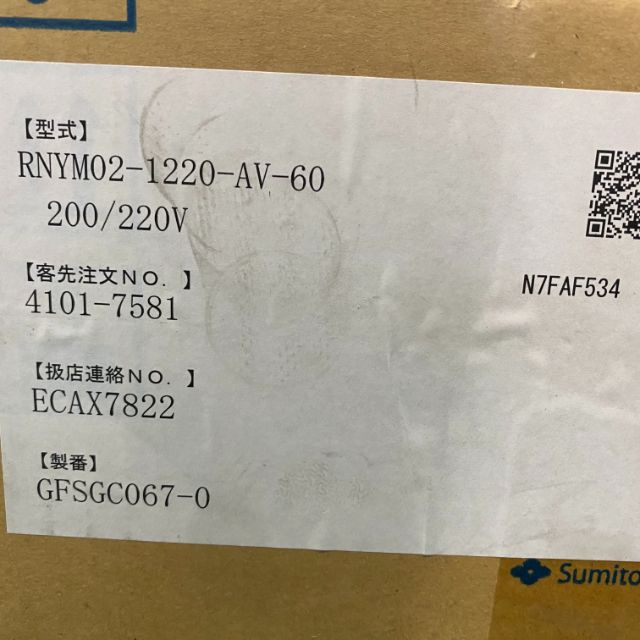 【型式】
RNYM02-1220-AV-60
200/220V
【客先注文NO. 】
4101-7581
N7FAF534
【扱店連絡NO. 】
ECAX7822
【製番】
GFSGC067-0